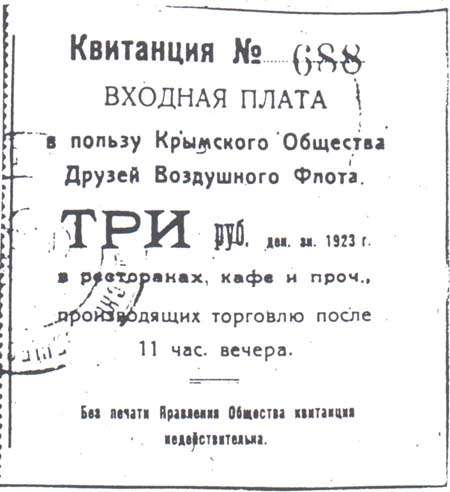 Квитанция № 688
ВХОДНАЯ ПЛАТА
в пользу Крымского Общества
Друзей Воздушного Флота.
ТРИ руб. ден. зн. 1923 г.
в ресторанах, кафе и проч.,
производящих торговлю после
11 час. вечера.
Без печати Правления Общества квитанция
недействительна.